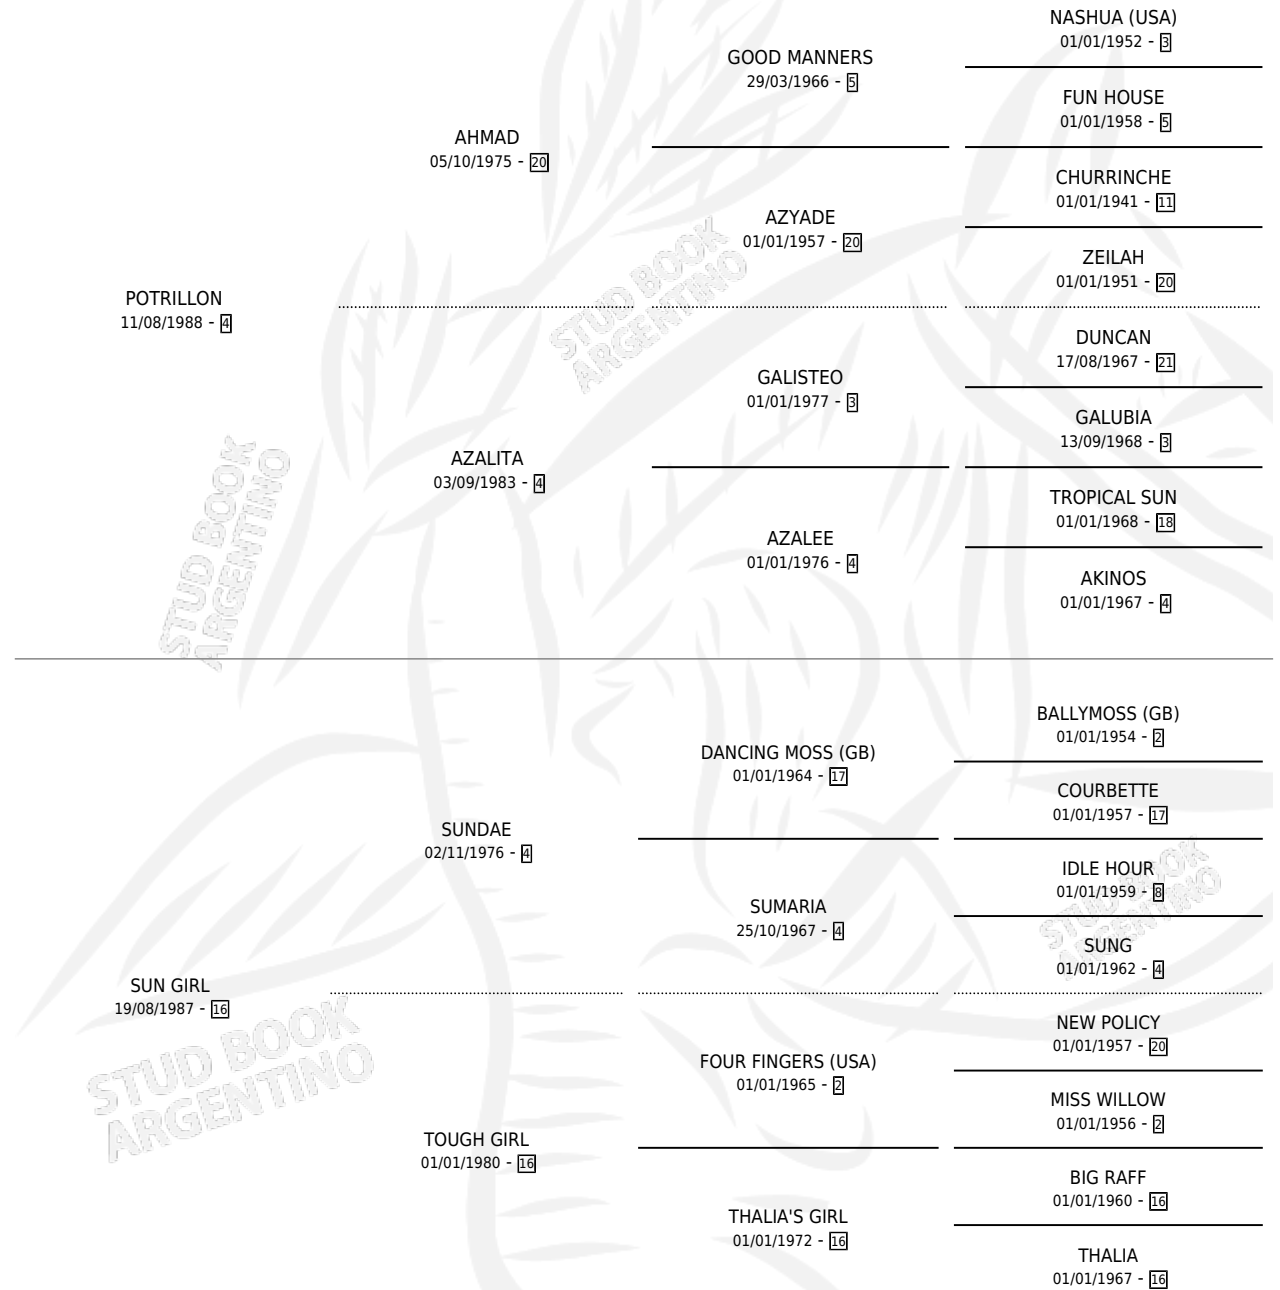 POTRILLON
11/08/1988 - 4
AHMAD
05/10/1975 - 20
GOOD MANNERS
29/03/1966 - 5
NASHUA (USA)
01/01/1952 - 3
FUN HOUSE
01/01/1958 - 5
AZYADE
01/01/1957 - 20
CHURRINCHE
01/01/1941 - 11
ZEILAH
01/01/1951 - 20
AZALITA
03/09/1983 - 4
GALISTEO
01/01/1977 - 3
DUNCAN
17/08/1967 - 21
GALUBIA
13/09/1968 - 3
AZALEE
01/01/1976 - 4
TROPICAL SUN
01/01/1968 - 18
AKINOS
01/01/1967 - 4
SUN GIRL
19/08/1987 - 16
SUNDAE
02/11/1976 - 4
DANCING MOSS (GB)
01/01/1964 - 17
BALLYMOSS (GB)
01/01/1954 - 2
COURBETTE
01/01/1957 - 17
SUMARIA
25/10/1967 - 4
IDLE HOUR
01/01/1959 - 8
SUNG
01/01/1962 - 4
TOUGH GIRL
01/01/1980 - 16
FOUR FINGERS (USA)
01/01/1965 - 2
NEW POLICY
01/01/1957 - 20
MISS WILLOW
01/01/1956 - 2
THALIA'S GIRL
01/01/1972 - 16
BIG RAFF
01/01/1960 - 16
THALIA
01/01/1967 - 16
STUD BOOK
ARGENTINO
STUD BOOK
ARGENTINO
STUD BOOK
ARGENTINO
STUD BOOK
ARGENTINO